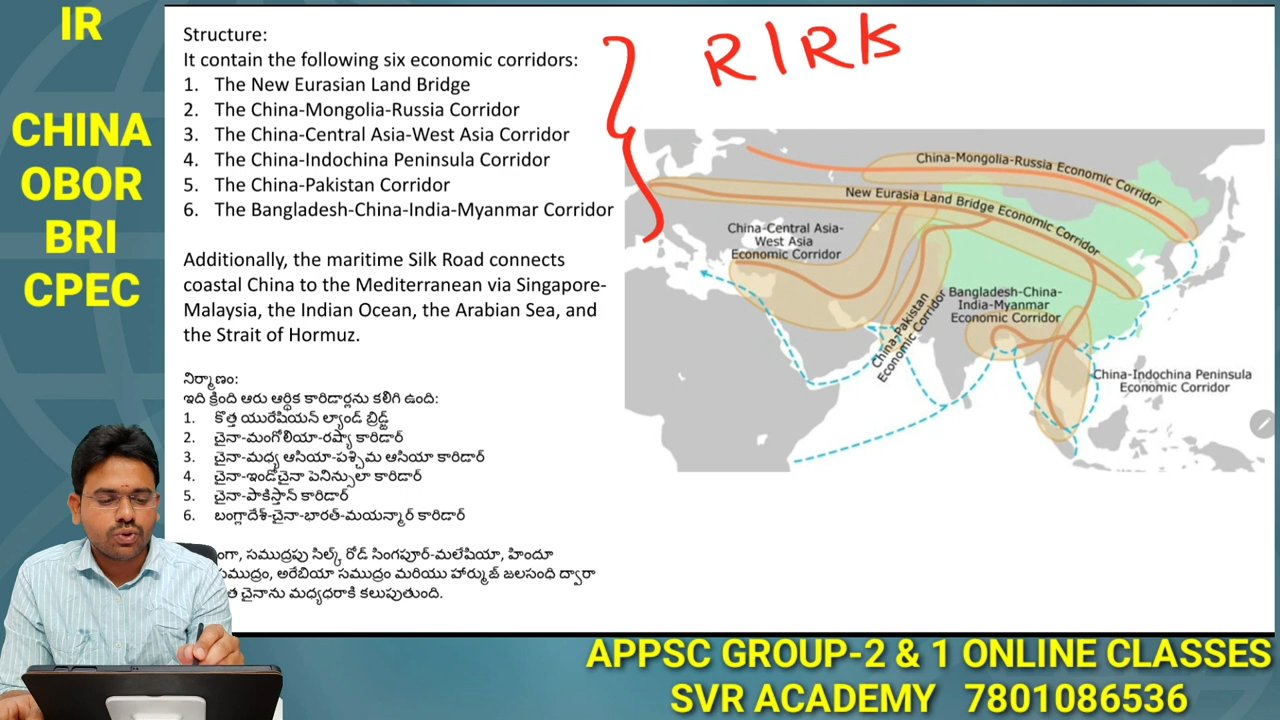 IR
CHINA
OBOR
BRI
CPEC
Structure:
It contain the following six economic corridors:
1. The New Eurasian Land Bridge
2. The China-Mongolia-Russia Corridor
3. The China-Central Asia-West Asia Corridor
4. The China-Indochina Peninsula Corridor
5. The China-Pakistan Corridor
6. The Bangladesh-China-India-Myanmar Corridor
Additionally, the maritime Silk Road connects
coastal China to the Mediterranean via Singapore-
Malaysia, the Indian Ocean, the Arabian Sea, and
the Strait of Hormuz.
నిర్మాణం:
ఇది క్రింది ఆరు ఆర్థిక కారిడార్లను కలిగి ఉంది:
1. కొత్త యురేషియన్ ల్యాండ్ బ్రిడ్జ్
2. చైనా-మంగోలియా-రష్యా కారిడార్
3. చైనా-మధ్య ఆసియా-పశ్చిమ ఆసియా కారిడార్
4. చైనా-ఇండోచైనా పెనిన్సులా కారిడార్
5. చైనా-పాకిస్తాన్ కారిడార్
6. బంగ్లాదేశ్-చైనా-భారత్-మయన్మార్ కారిడార్
సముద్రపు సిల్క్ రోడ్ సింగపూర్-మలేషియా, హిందూ
సముద్రం, అరేబియా సముద్రం మరియు హార్ముజ్ జలసంధి ద్వారా
చైనాను మధ్యధరాకి కలుపుతుంది.
R|R|s
China-Mongolia-Russia Economic Corridor
New Eurasia Land Bridge Economic Corridor
China-Central Asia-
West Asia
Economic Corridor
China-Pakistan
Economic Corridor
Bangladesh-China-
India-Myanmar
Economic Corridor
China-Indochina Peninsula
Economic Corridor
APPSC GROUP-2 & 1 ONLINE CLASSES
SVR ACADEMY 7801086536